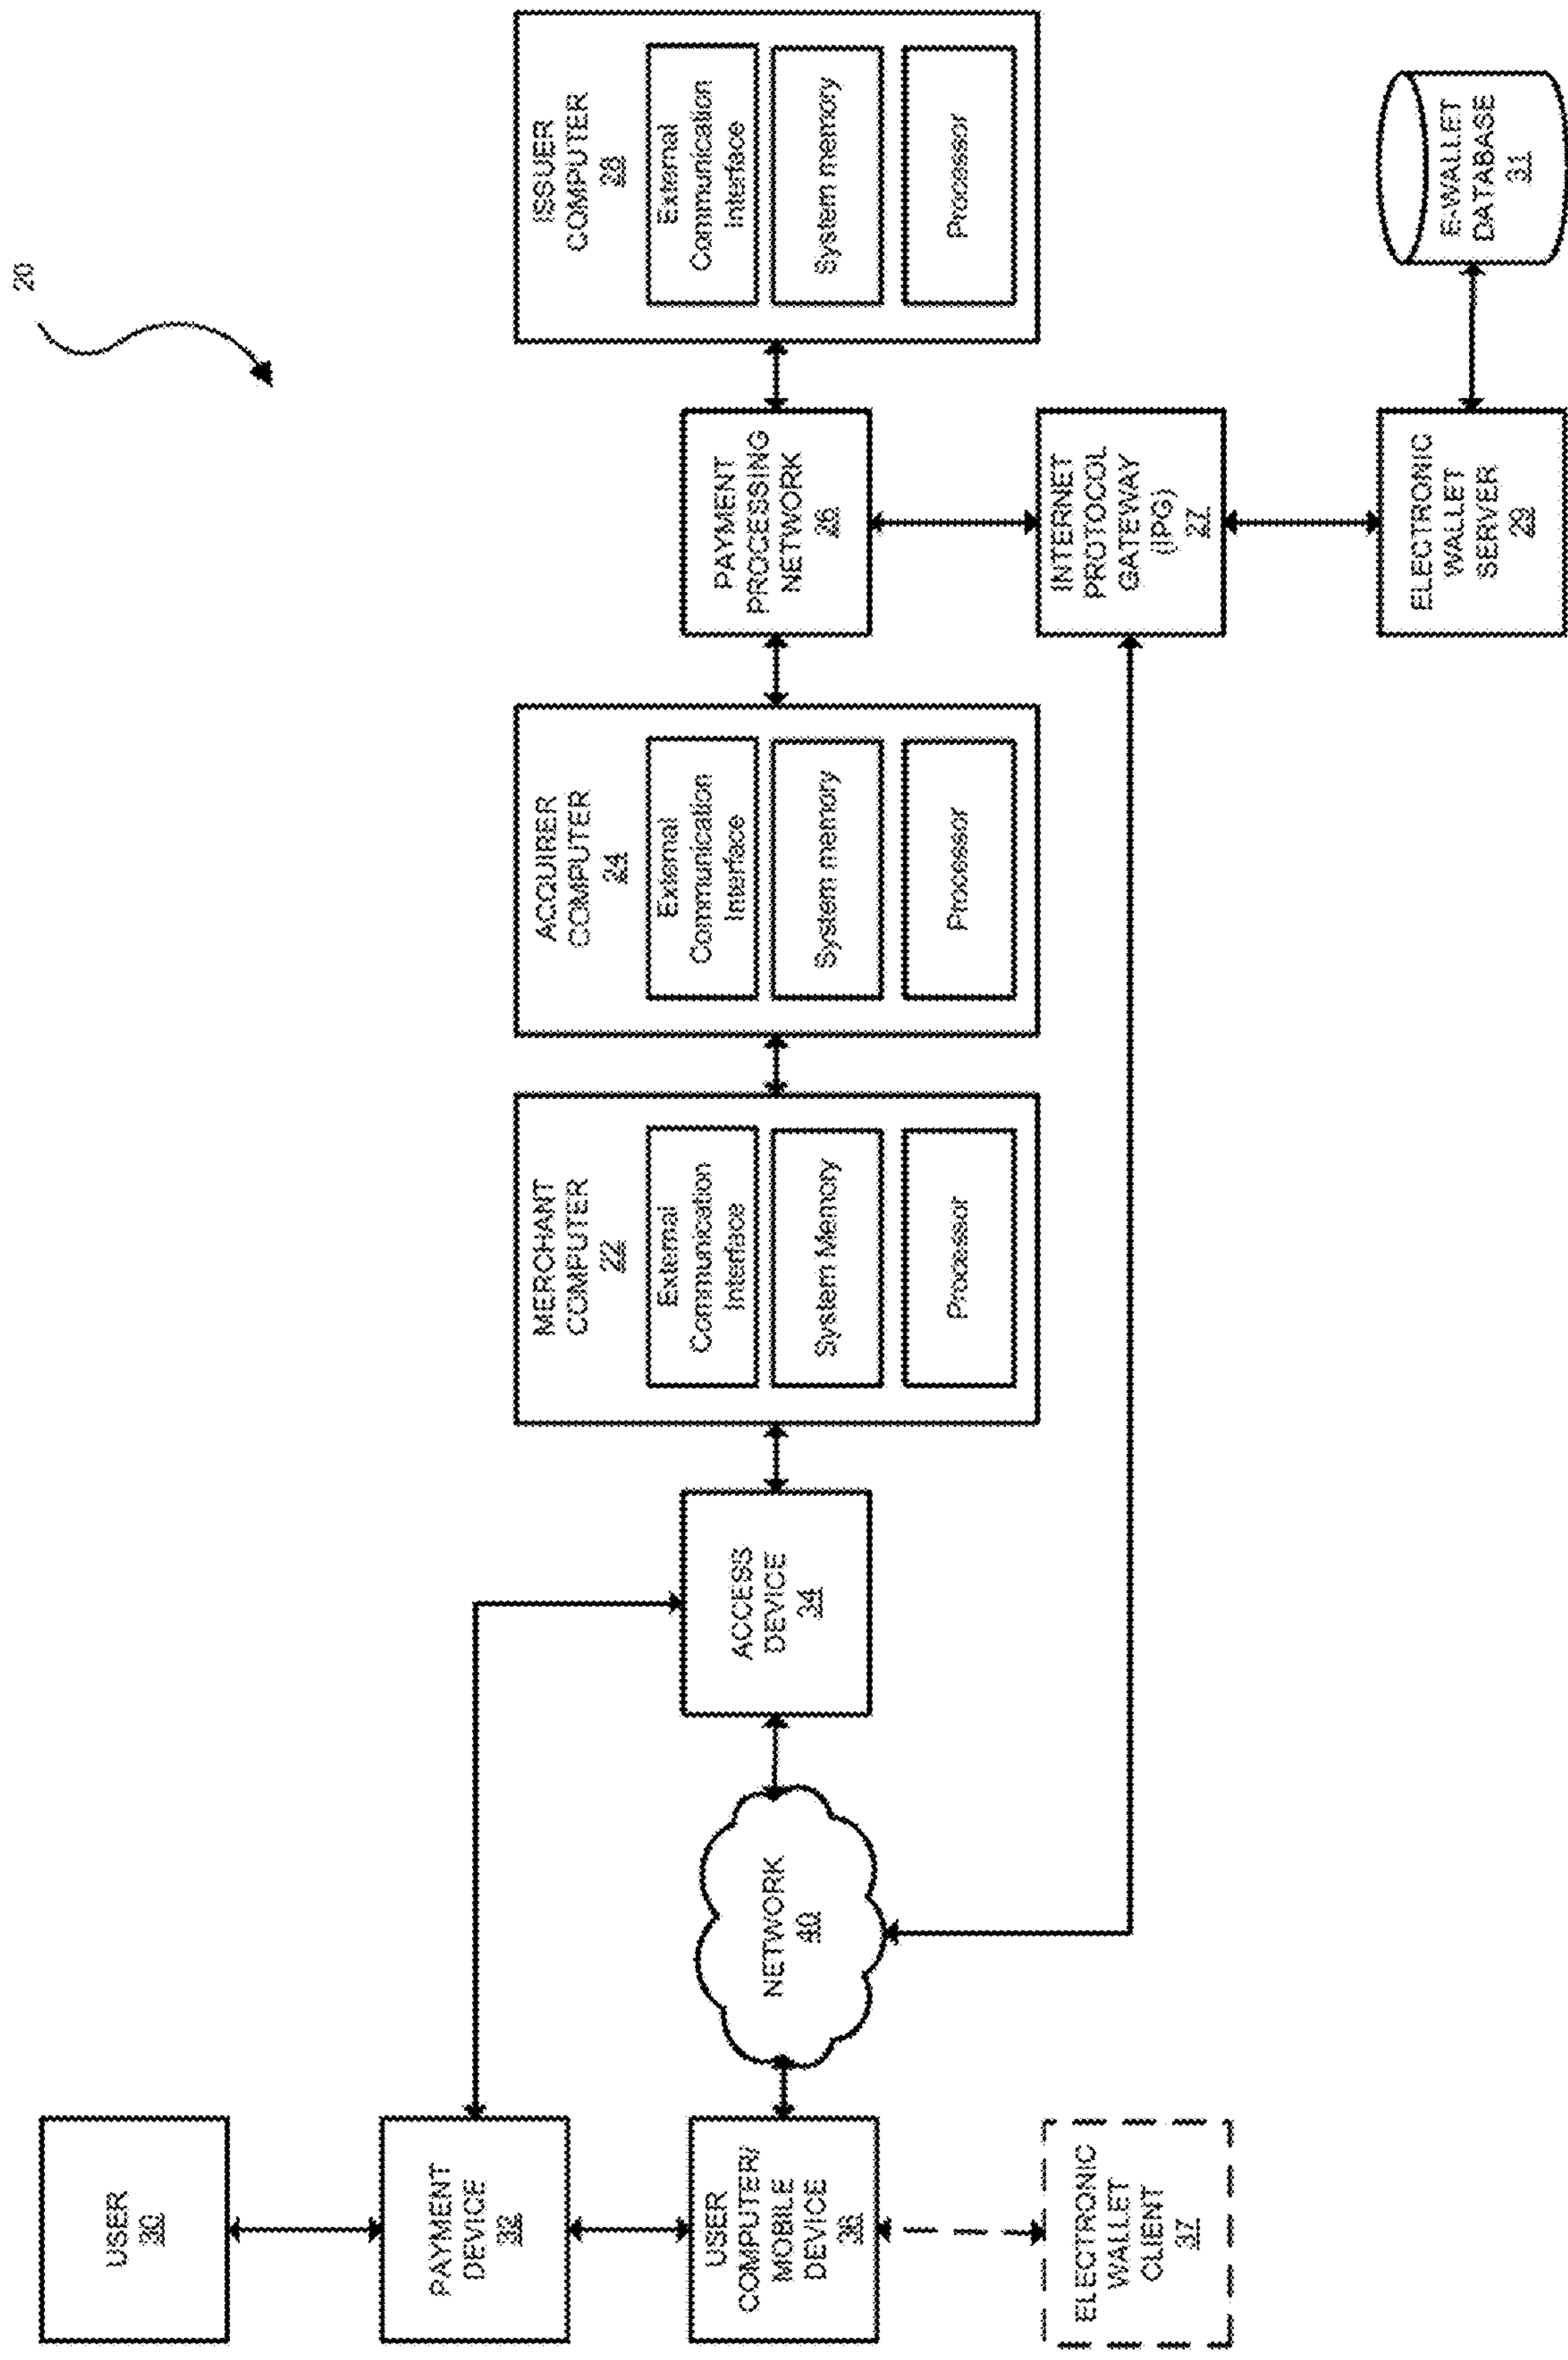 20
USER
30
PAYMENT
DEVICE
32
USER
COMPUTER/
MOBILE
DEVICE
36
ELECTRONIC
WALLET
CLIENT
37
NETWORK
40
ACCESS
DEVICE
34
MERCHANT
COMPUTER
22
External
Communication
Interface
System Memory
Processor
ACQUIRER
COMPUTER
24
External
Communication
Interface
System memory
Processor
PAYMENT
PROCESSING
NETWORK
26
INTERNET
PROTOCOL
GATEWAY
(IPG)
27
ELECTRONIC
WALLET
SERVER
29
ISSUER
COMPUTER
28
External
Communication
Interface
System memory
Processor
E-WALLET
DATABASE
31